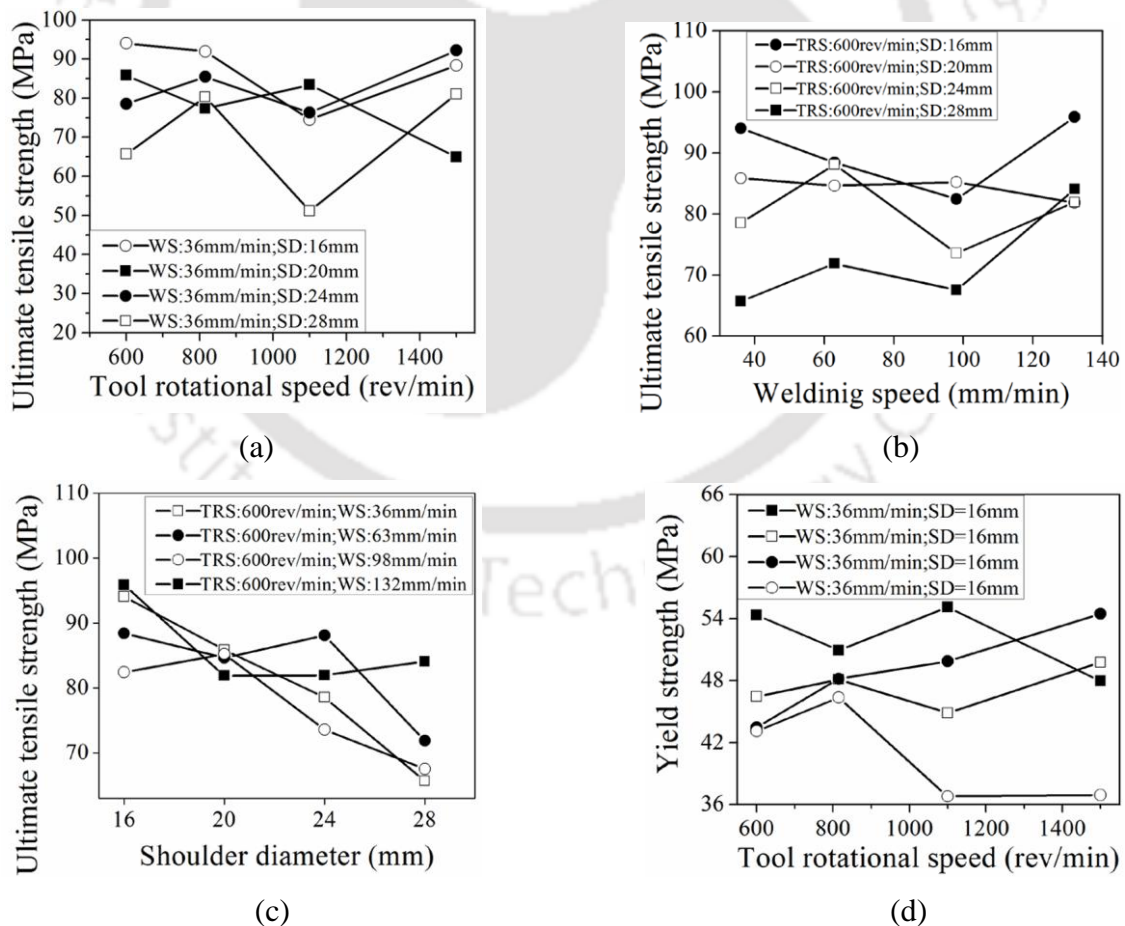 100
90
80
70
60
50
40
30
20
Ultimate tensile strength (MPa)
WS:36mm/min;SD:16mm
WS:36mm/min;SD:20mm
WS:36mm/min;SD:24mm
WS:36mm/min;SD:28mm
600 800 1000 1200 1400
Tool rotational speed (rev/min)
(a)
110
100
90
80
70
60
Ultimate tensile strength (MPa)
TRS:600rev/min;SD:16mm
TRS:600rev/min;SD:20mm
TRS:600rev/min;SD:24mm
TRS:600rev/min;SD:28mm
40 60 80 100 120 140
Weldinig speed (mm/min)
(b)
110
100
90
80
70
Ultimate tensile strength (MPa)
TRS:600rev/min;WS:36mm/min
TRS:600rev/min;WS:63mm/min
TRS:600rev/min;WS:98mm/min
TRS:600rev/min;WS:132mm/min
16 20 24 28
Shoulder diameter (mm)
(c)
66
60
54
48
42
36
Yield strength (MPa)
WS:36mm/min;SD=16mm
WS:36mm/min;SD=16mm
WS:36mm/min;SD=16mm
WS:36mm/min;SD=16mm
600 800 1000 1200 1400
Tool rotational speed (rev/min)
(d)